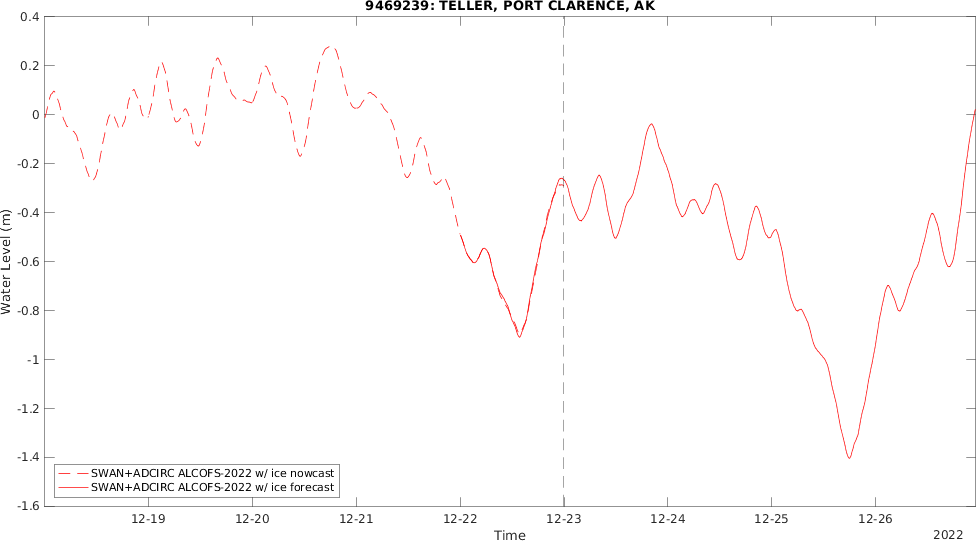 9469239: TELLER, PORT CLARENCE, AK
0.4
0.2
0
-0.2
-0.4
-0.6
-0.8
-1
-1.2
-1.4
-1.6
Water Level (m)
SWAN+ADCIRC ALCOFS-2022 w/ ice nowcast
SWAN+ADCIRC ALCOFS-2022 w/ ice forecast
12-19 12-20 12-21 12-22 12-23 12-24 12-25 12-26
Time
2022